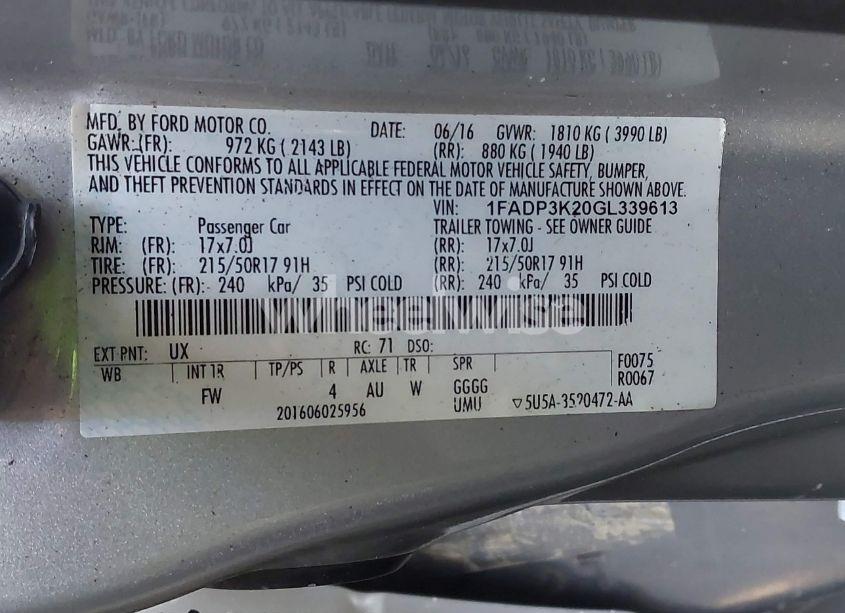 MFD. BY FORD MOTOR CO. DATE: 06/16 GVWR: 1810 KG ( 3990 LB)
GAWR:(FR): 972 KG ( 2143 LB) (RR): 880 KG ( 1940 LB)
THIS VEHICLE CONFORMS TO ALL APPLICABLE FEDERAL MOTOR VEHICLE SAFETY, BUMPER,
AND THEFT PREVENTION STANDARDS IN EFFECT ON THE DATE OF MANUFACTURE SHOWN ABOVE.
VIN: 1FADP3K20GL339613
TYPE: Passenger Car TRAILER TOWING - SEE OWNER GUIDE
RIM: (FR): 17x7.0J (RR): 17x7.0J
TIRE: (FR): 215/50R17 91H (RR): 215/50R17 91H
PRESSURE: (FR): 240 kPa/ 35 PSI COLD (RR): 240 kPa/ 35 PSI COLD
Wheelwise
EXT PNT: UX RC: 71 DSO: F0075
WB INT TR TP/PS R AXLE TR SPR R0067
FW 4 AU W GGGG
201606025956 UMU ▽5U5A-3520472-AA